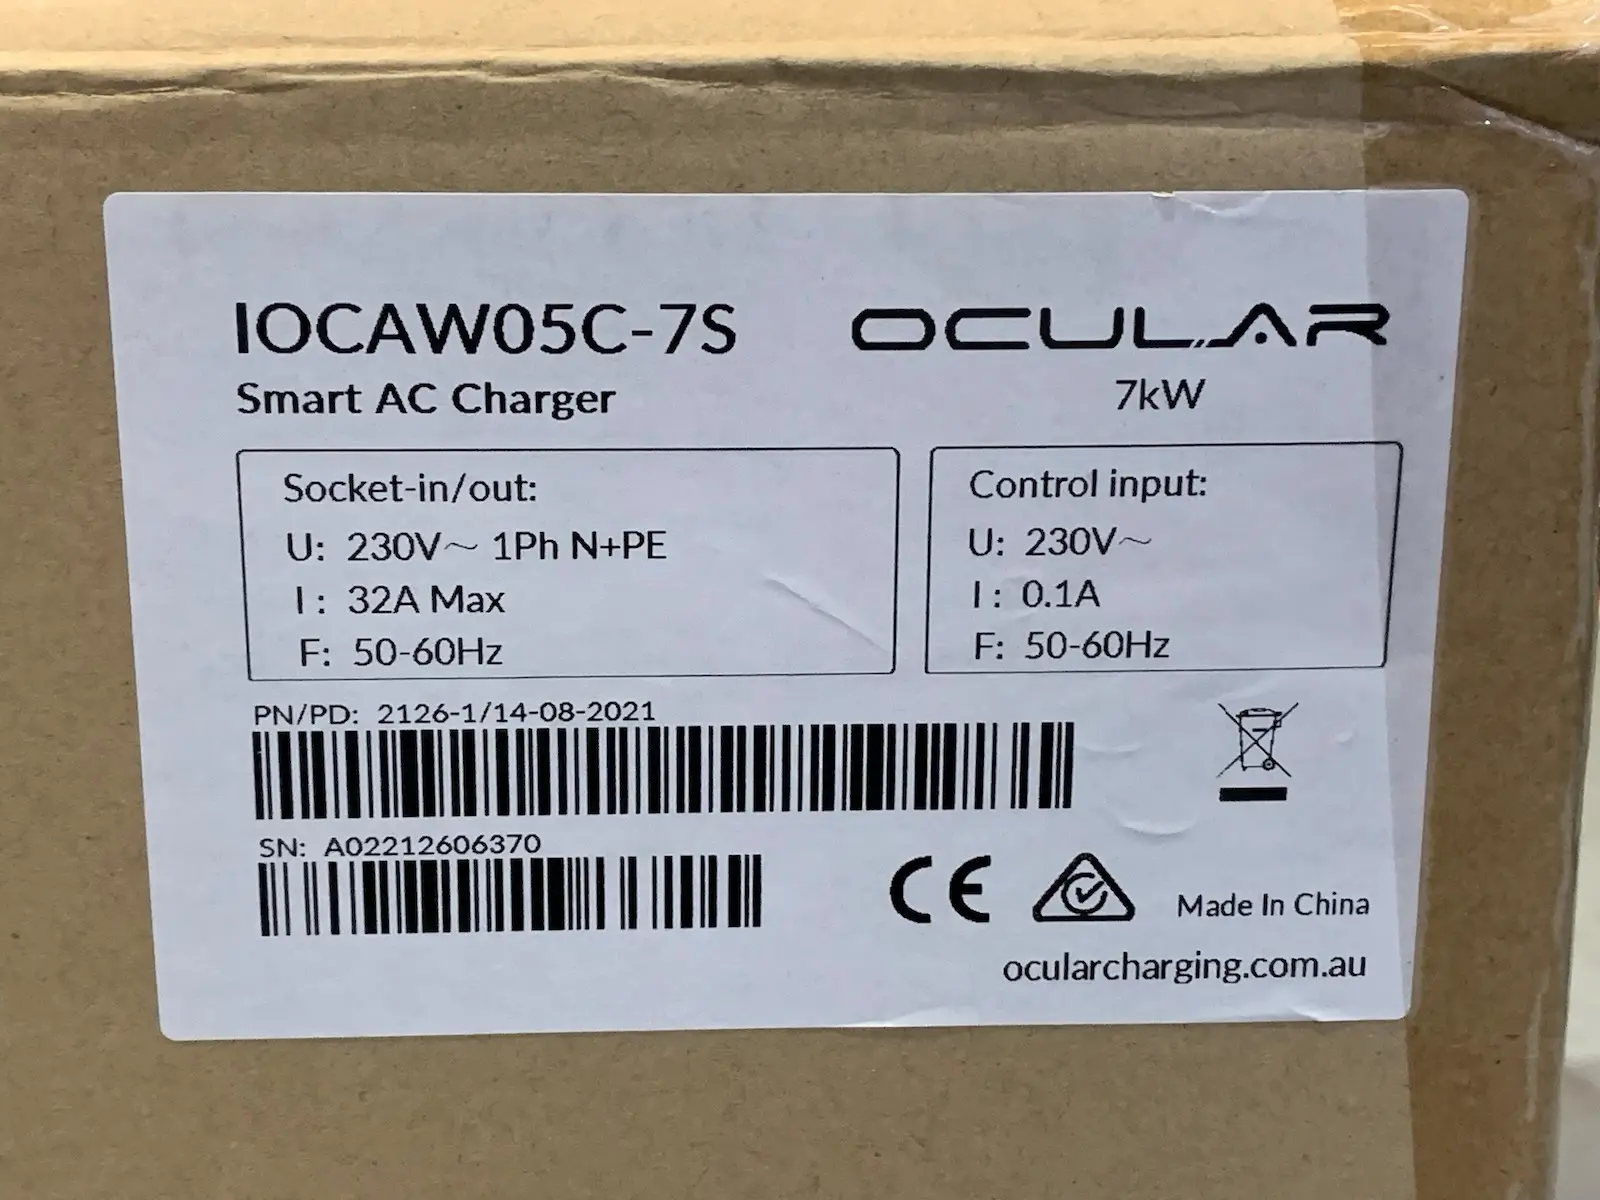 IOCAW05C-7S
OCULAR
Smart AC Charger
7kW
Socket-in/out:
U: 230V~ 1Ph N+PE
I : 32A Max
F: 50-60Hz
Control input:
U: 230V~
I : 0.1A
F: 50-60Hz
PN/PD: 2126-1/14-08-2021
SN: A02212606370
CE
Made In China
ocularcharging.com.au